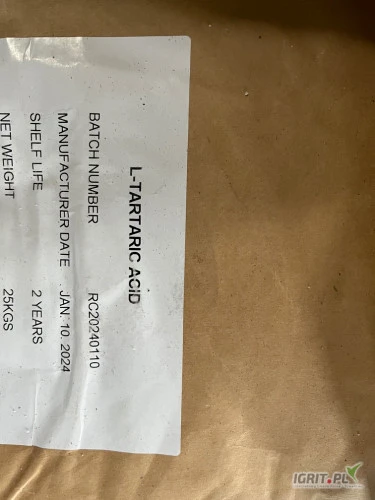 L-TARTARIC ACID
BATCH NUMBER RC20240110
MANUFACTURER DATE JAN. 10. 2024
SHELF LIFE 2 YEARS
NET WEIGHT 25KGS
IGRIT.PL